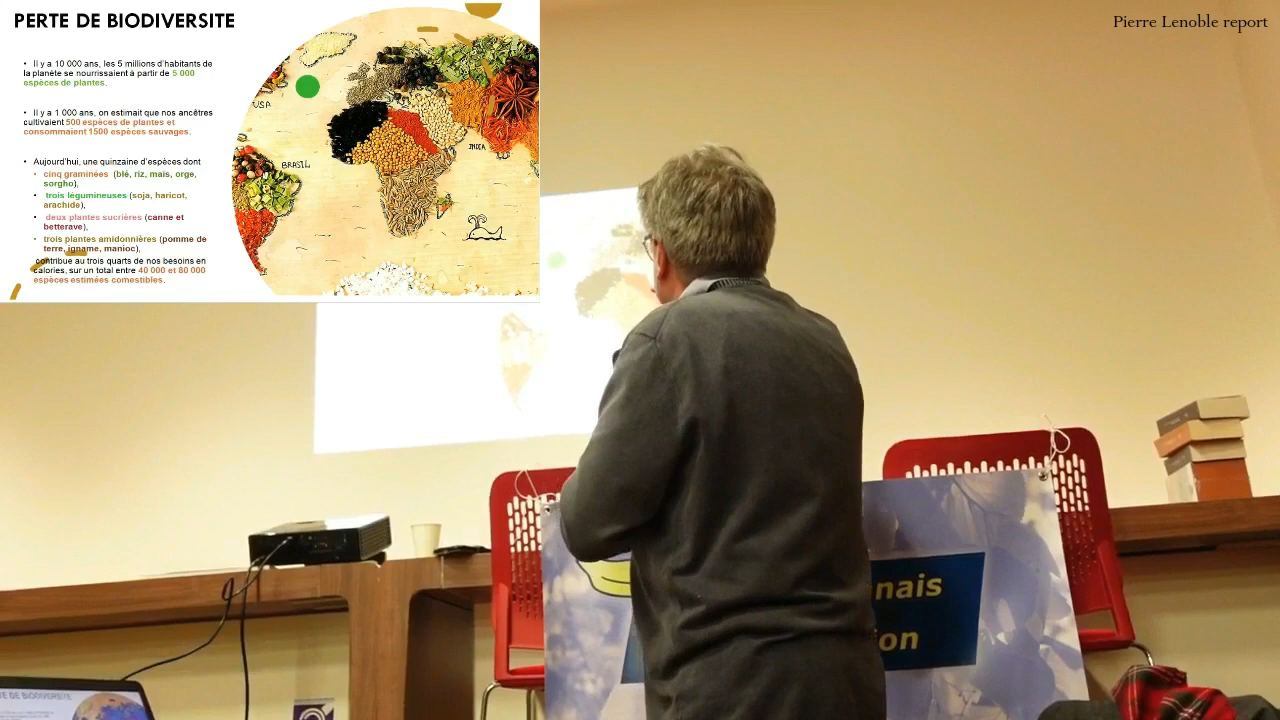 PERTE DE BIODIVERSITE
Pierre Lenoble report
• Il y a 10 000 ans, les 5 millions d'habitants de
la planète se nourrissaient à partir de 5 000
espèces de plantes.
• Il y a 1 000 ans, on estimait que nos ancêtres
cultivaient 500 espèces de plantes et
consommaient 1500 espèces sauvages.
• Aujourd'hui, une quinzaine d'espèces dont
• cinq graminées (blé, riz, maïs, orge,
sorgho),
• trois légumineuses (soja, haricot,
arachide),
• deux plantes sucrières (canne et
betterave),
• trois plantes amidonnières (pomme de
terre, igname, manioc),
contribue au trois quarts de nos besoins en
calories, sur un total entre 40 000 et 80 000
espèces estimées comestibles.
USA
BRASIL
INDIA
nais
ion
TE DE BIODIVERSITE